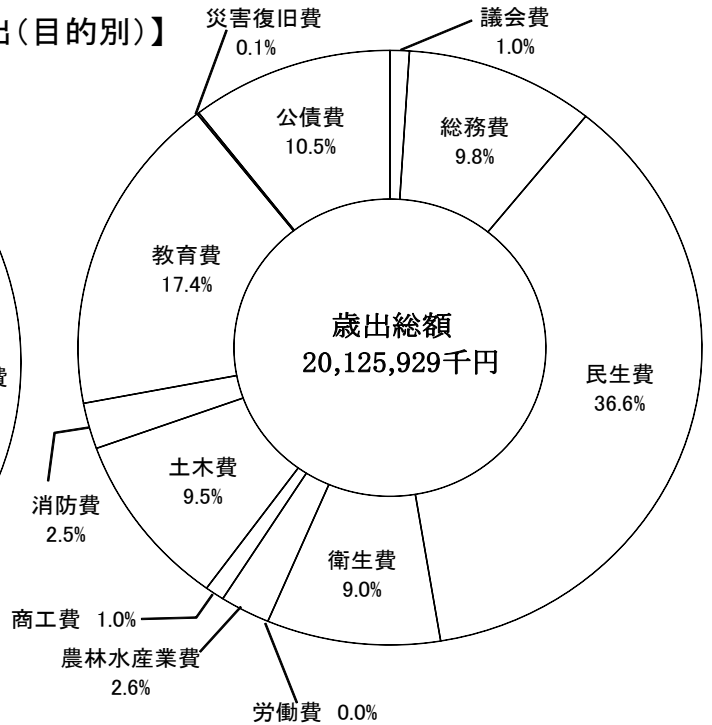 出(目的別)】
災害復旧費
0.1%
議会費
1.0%
公債費
10.5%
総務費
9.8%
教育費
17.4%
歳出総額
20,125,929千円
民生費
36.6%
費
土木費
9.5%
消防費
2.5%
衛生費
9.0%
商工費 1.0%
農林水産業費
2.6%
労働費 0.0%